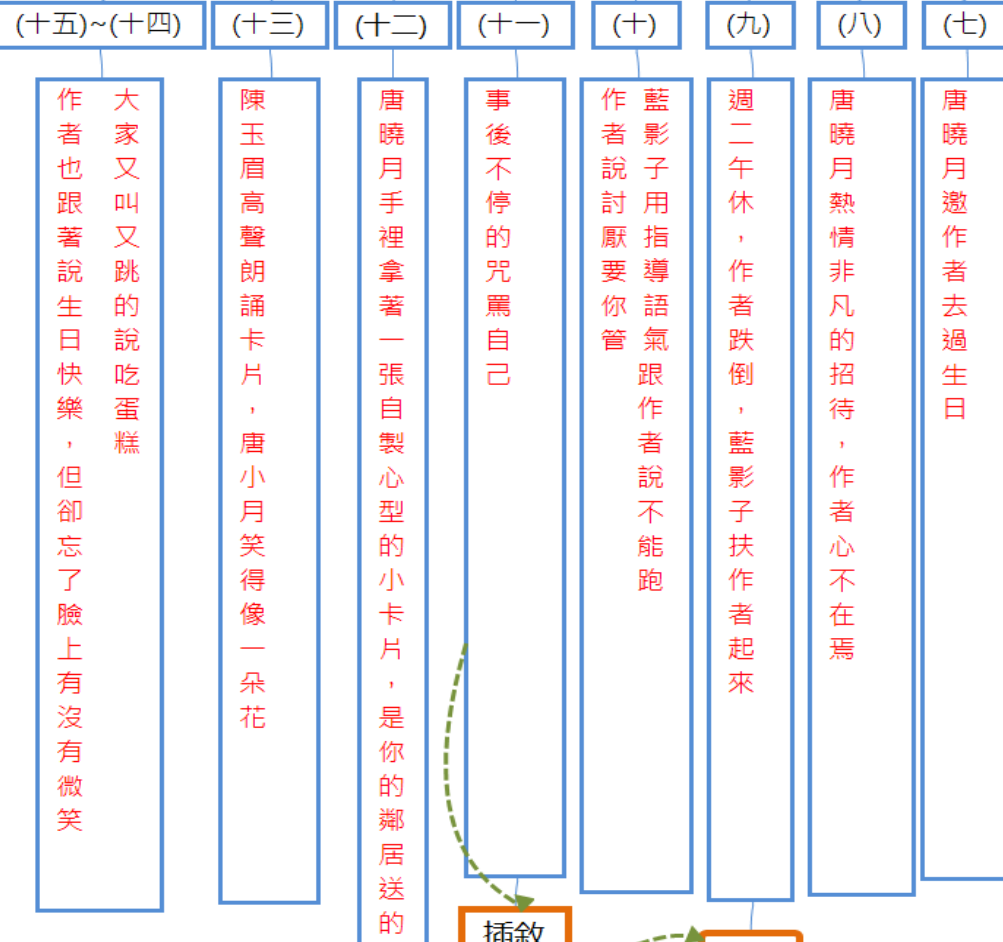 (七)
唐曉月邀作者去過生日
(八)
唐曉月熱情非凡的招待，作者心不在焉
(九)
週二午休，作者跌倒，藍影子扶作者起來
(十)
藍影子用指導語氣跟作者說不能跑
作者說討厭要你管
(十一)
事後不停的咒罵自己
插敘
(十二)
唐曉月手裡拿著一張自製心型的小卡片，是你的鄰居送的
(十三)
陳玉眉高聲朗誦卡片，唐小月笑得像一朵花
(十五)~(十四)
大家又叫又跳的說吃蛋糕
作者也跟著說生日快樂，但卻忘了臉上有沒有微笑